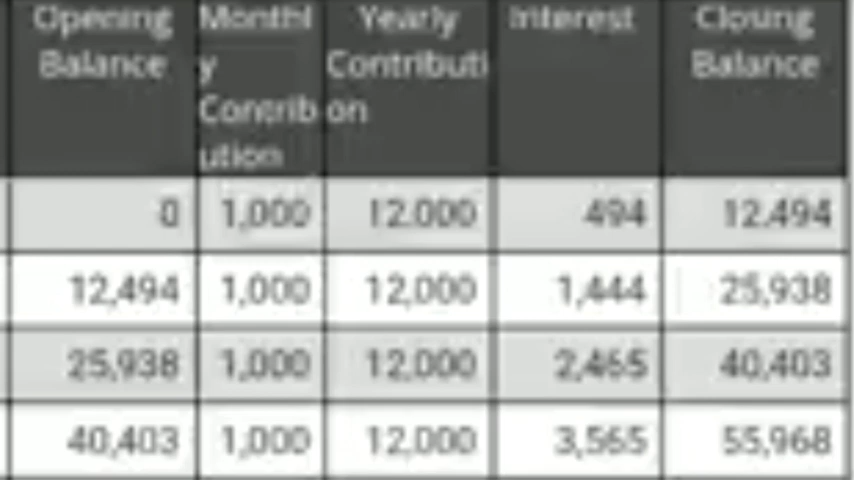 Opening Balance | Monthly Contribution | Yearly Contribution | Interest | Closing Balance
0 | 1,000 | 12.000 | 494 | 12.494
12,494 | 1,000 | 12,000 | 1,444 | 25,938
25,938 | 1,000 | 12,000 | 2,465 | 40,403
40,403 | 1,000 | 12,000 | 3,565 | 55,968